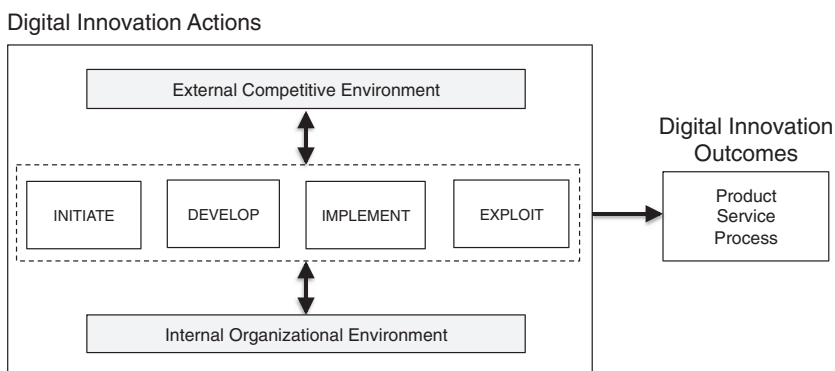 Digital Innovation Actions
External Competitive Environment
Digital Innovation
Outcomes
INITIATE
DEVELOP
IMPLEMENT
EXPLOIT
Product
Service
Process
Internal Organizational Environment